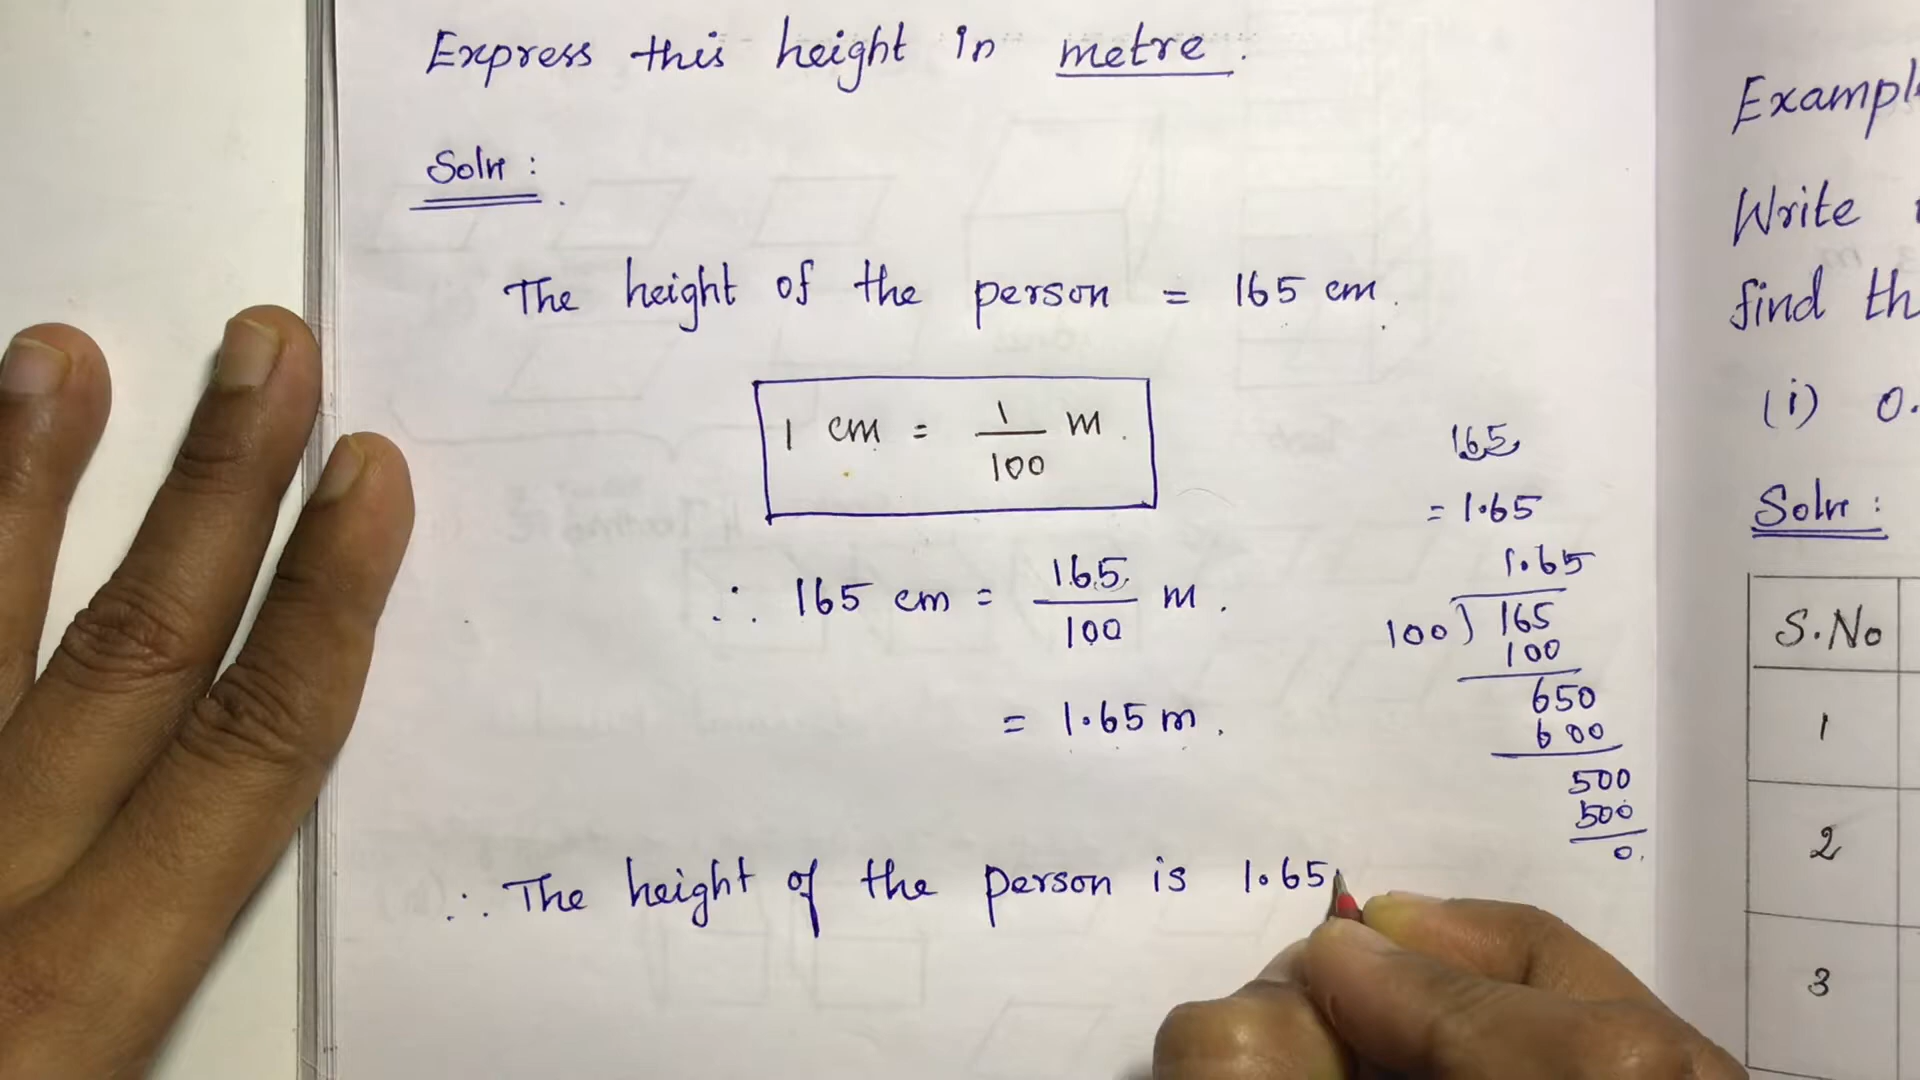 Express this height in metre.
Soln :
The height of the person = 165 cm.
1 cm = 1/100 m.
∴ 165 cm = 165/100 m.
= 1.65 m.
∴ The height of the person is 1.65
165
= 1.65
1.65
100) 165
100
650
600
500
500
0.
Exampl
Write
find th
(i) 0.
Soln :
S.No
1
2
3